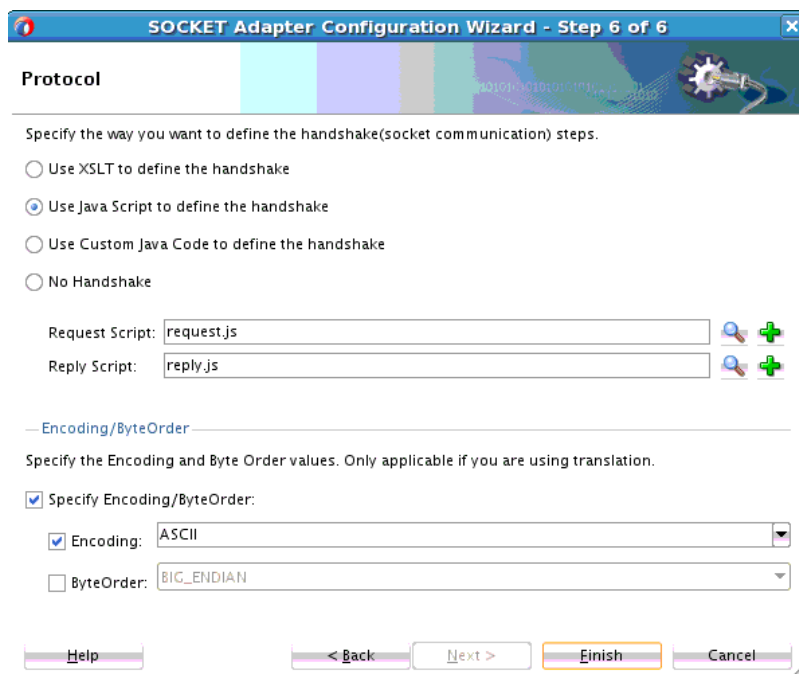 SOCKET Adapter Configuration Wizard - Step 6 of 6
Protocol
Specify the way you want to define the handshake(socket communication) steps.
Use XSLT to define the handshake
Use Java Script to define the handshake
Use Custom Java Code to define the handshake
No Handshake
Request Script: request.js
Reply Script: reply.js
Encoding/ByteOrder
Specify the Encoding and Byte Order values. Only applicable if you are using translation.
Specify Encoding/ByteOrder:
Encoding: ASCII
ByteOrder: BIG_ENDIAN
Help < Back Next > Finish Cancel